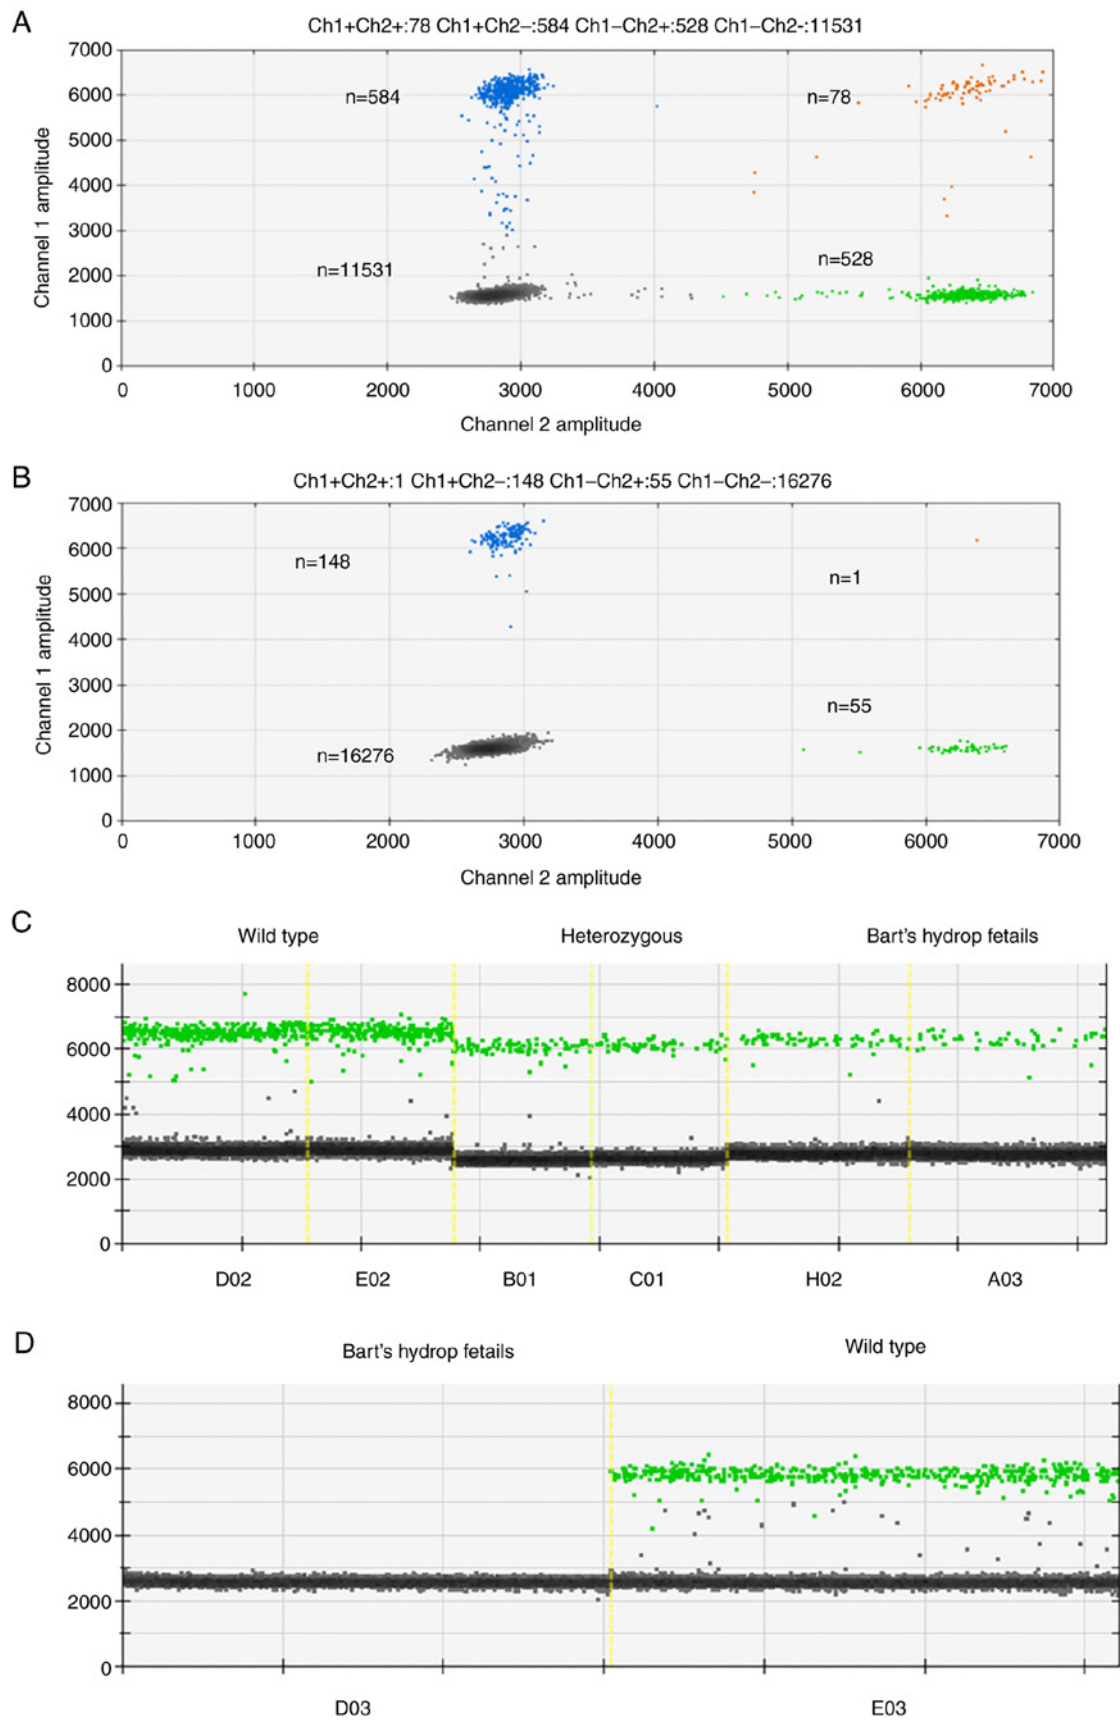 A
Ch1+Ch2+:78 Ch1+Ch2–:584 Ch1–Ch2+:528 Ch1–Ch2-:11531
7000
6000
5000
4000
3000
2000
1000
0
Channel 1 amplitude
n=584
n=78
n=11531
n=528
0 1000 2000 3000 4000 5000 6000 7000
Channel 2 amplitude
B
Ch1+Ch2+:1 Ch1+Ch2–:148 Ch1–Ch2+:55 Ch1–Ch2–:16276
7000
6000
5000
4000
3000
2000
1000
0
Channel 1 amplitude
n=148
n=1
n=55
n=16276
0 1000 2000 3000 4000 5000 6000 7000
Channel 2 amplitude
C
Wild type Heterozygous Bart's hydrop fetails
8000
6000
4000
2000
0
D02 E02 B01 C01 H02 A03
D
Bart's hydrop fetails Wild type
8000
6000
4000
2000
0
D03 E03